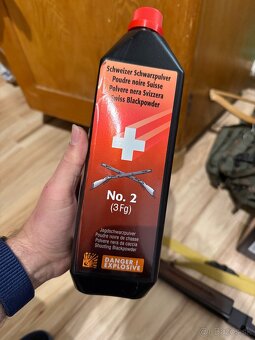 Schweizer Schwarzpulver
Poudre noire Suisse
Polvere nera Svizzera
Swiss Blackpowder
No. 2
(3Fg)
Jagdschwarzpulver
Poudre noire de chasse
Polvere nera da caccia
Shooting Blackpowder
DANGER!
EXPLOSIVE